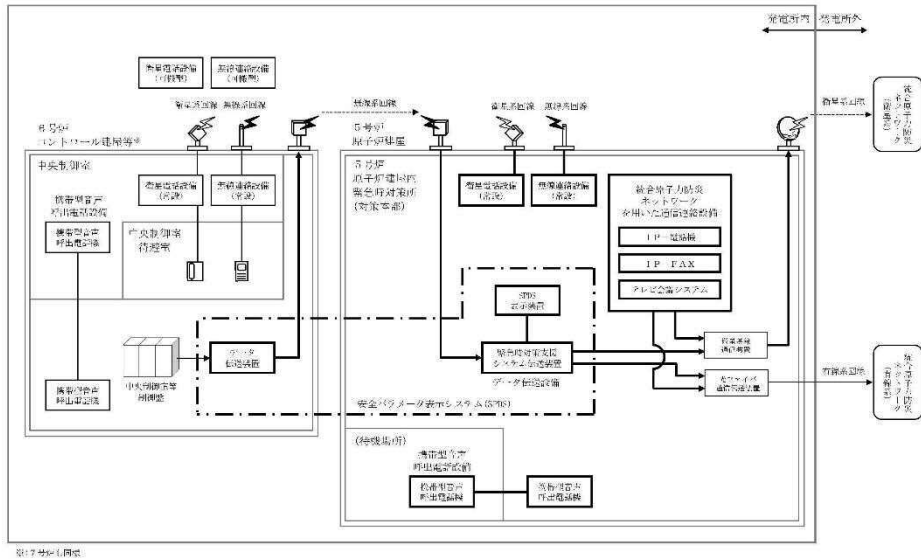 発電所内
発電所外
衛星電話設備
(可搬型)
無線連絡設備
(可搬型)
衛星系回線
無線系回線
無線系回線
衛星系回線
無線系回線
衛星系回線
統合原子力防災
ネットワーク
(衛星系)
6号炉
コントロール建屋等※
5号炉
原子炉建屋
中央制御室
携帯型音声
呼出電話設備
携帯型音声
呼出電話機
衛星電話設備
(常設)
無線連絡設備
(常設)
中央制御室
待避室
5号炉
原子炉建屋内
緊急時対策所
(対策本部)
衛星電話設備
(常設)
無線連絡設備
(常設)
統合原子力防災
ネットワーク
を用いた通信連絡設備
IP-電話機
IP-FAX
テレビ会議システム
SPDS
表示装置
データ
伝送装置
緊急時対策支援
システム伝送装置
データ伝送設備
衛星無線
通信装置
光ファイバ
通信伝送装置
有線系回線
統合原子力防災
ネットワーク
(有線系)
中央制御室等
制御盤
携帯型音声
呼出電話機
安全パラメータ表示システム(SPDS)
(待機場所)
携帯型音声
呼出電話設備
携帯型音声
呼出電話機
携帯型音声
呼出電話機
※:7号炉も同様